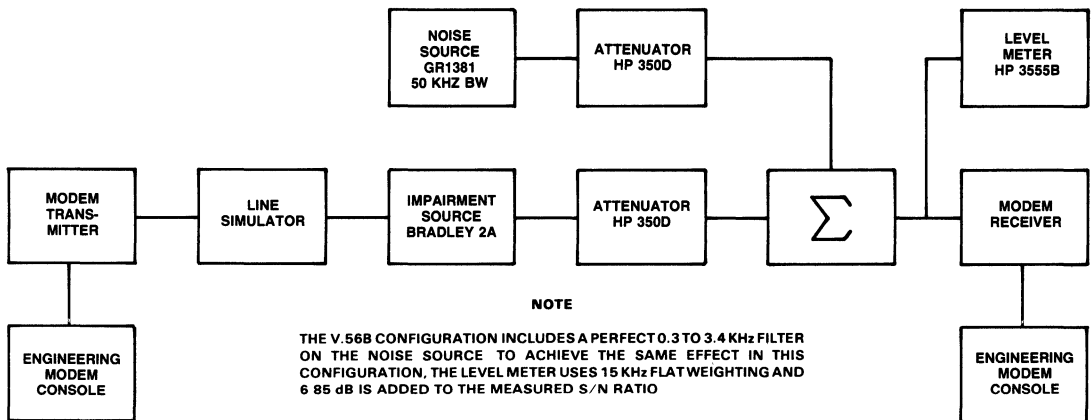 NOISE
SOURCE
GR1381
50 KHZ BW
ATTENUATOR
HP 350D
LEVEL
METER
HP 3555B
MODEM
TRANS-
MITTER
LINE
SIMULATOR
IMPAIRMENT
SOURCE
BRADLEY 2A
ATTENUATOR
HP 350D
Σ
MODEM
RECEIVER
ENGINEERING
MODEM
CONSOLE
NOTE
THE V.56B CONFIGURATION INCLUDES A PERFECT 0.3 TO 3.4 KHz FILTER
ON THE NOISE SOURCE TO ACHIEVE THE SAME EFFECT IN THIS
CONFIGURATION, THE LEVEL METER USES 15 KHz FLAT WEIGHTING AND
6 85 dB IS ADDED TO THE MEASURED S/N RATIO
ENGINEERING
MODEM
CONSOLE